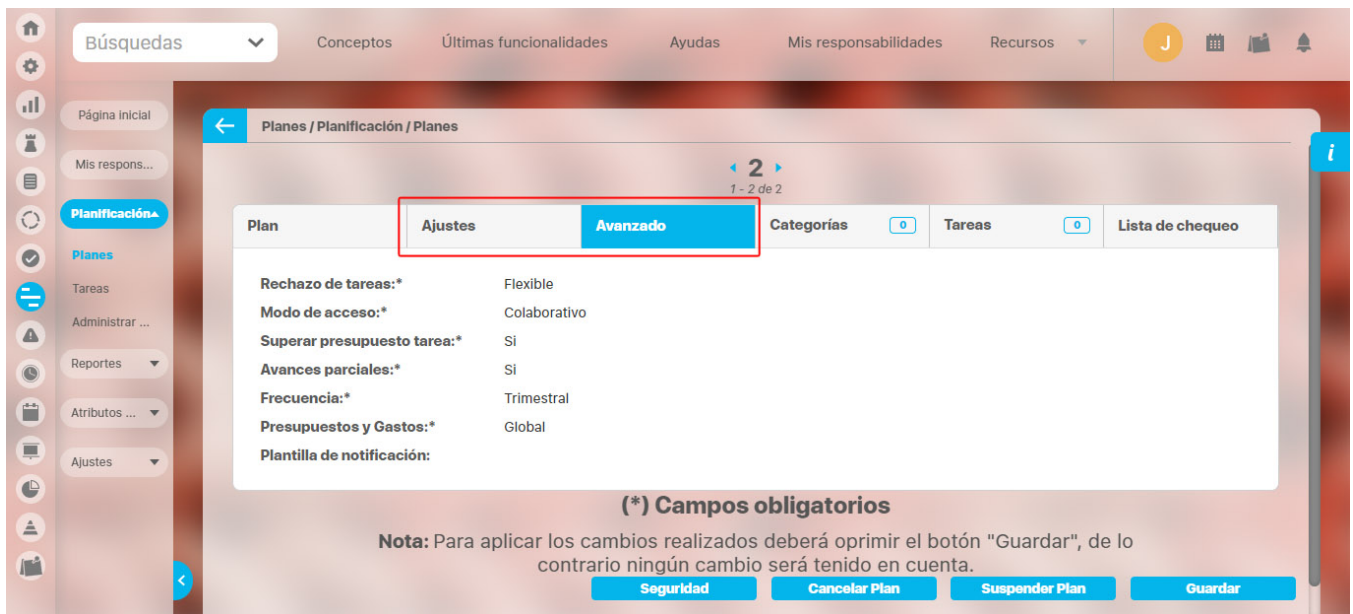 Búsquedas
Conceptos
Últimas funcionalidades
Ayudas
Mis responsabilidades
Recursos
J
Página inicial
Mis respons...
Planificación
Planes
Tareas
Administrar ...
Reportes
Atributos ...
Ajustes
Planes / Planificación / Planes
2
1 - 2 de 2
i
Plan
Ajustes
Avanzado
Categorías 0
Tareas 0
Lista de chequeo
Rechazo de tareas:* Flexible
Modo de acceso:* Colaborativo
Superar presupuesto tarea:* Si
Avances parciales:* Si
Frecuencia:* Trimestral
Presupuestos y Gastos:* Global
Plantilla de notificación:
(*) Campos obligatorios
Nota: Para aplicar los cambios realizados deberá oprimir el botón "Guardar", de lo
contrario ningún cambio será tenido en cuenta.
Seguridad
Cancelar Plan
Suspender Plan
Guardar